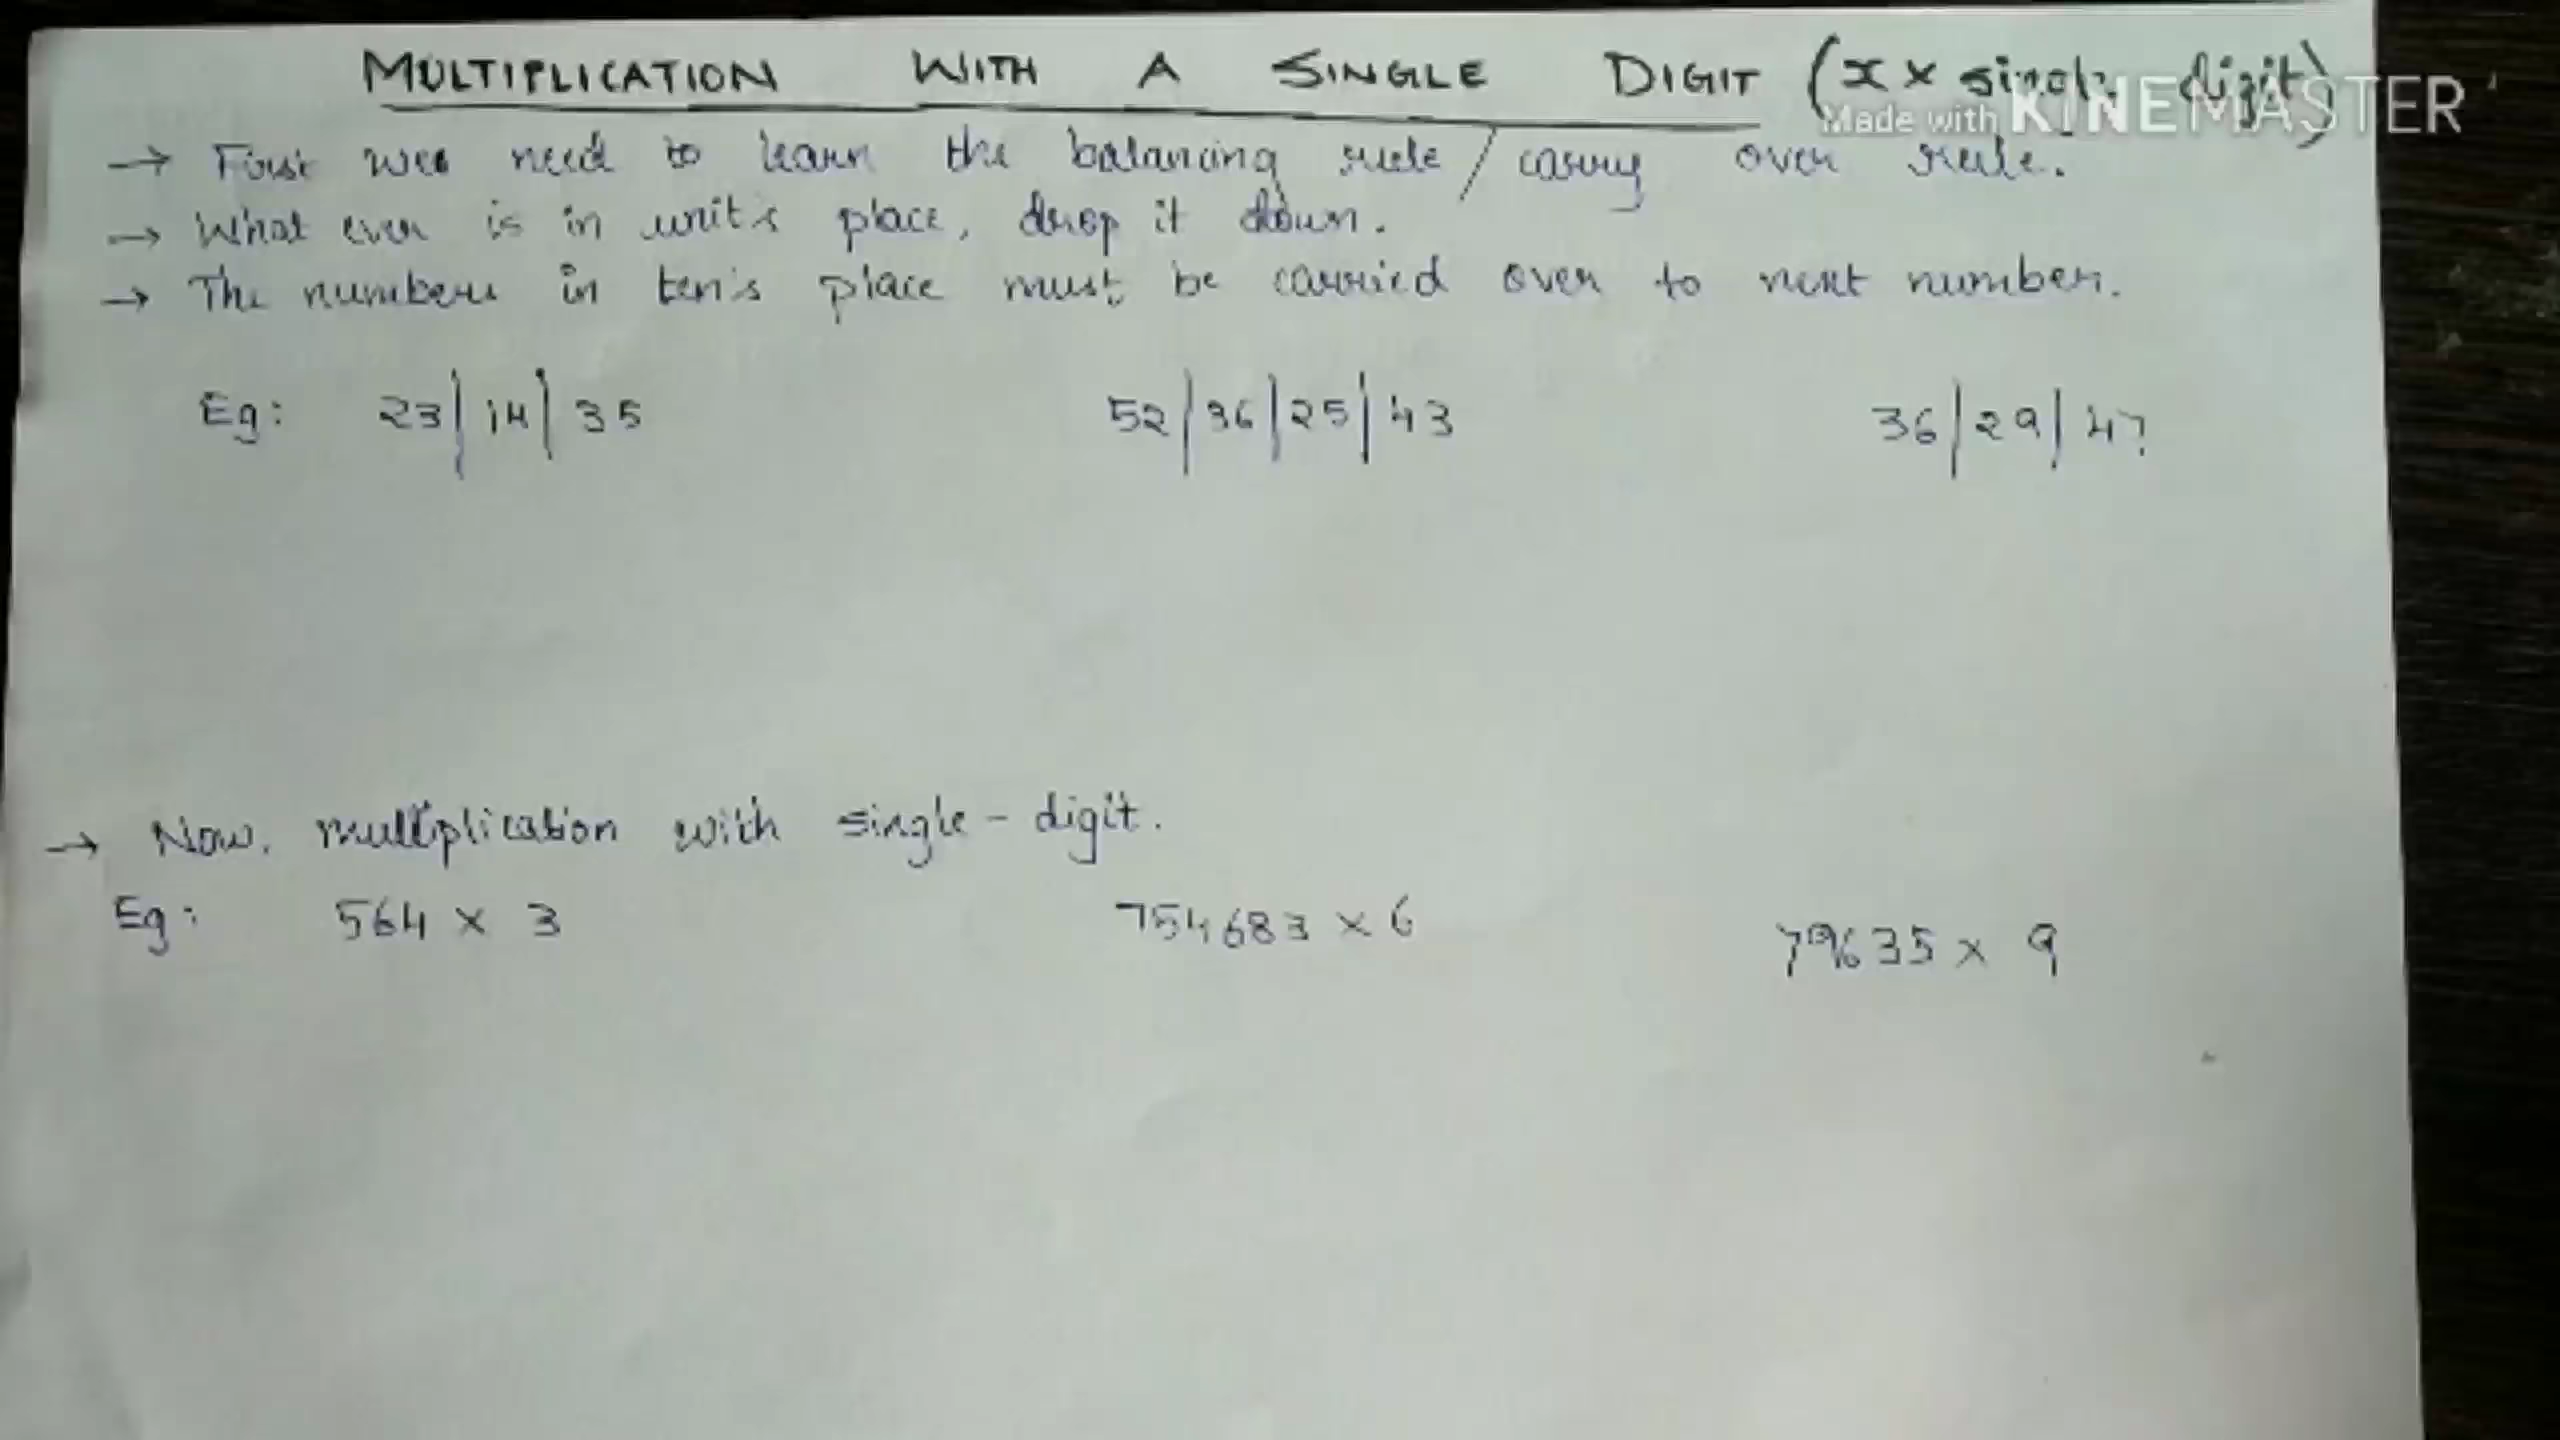 MULTIPLICATION WITH A SINGLE DIGIT (x × single digit)
Made with KINEMASTER
→ First wee need to learn the balancing rule / carry over rule.
→ What ever is in unit's place, drop it down.
→ The numbers in ten's place must be carried over to next number.
Eg: 23|14|35 52|36|25|43 36|29|47
→ Now, multiplication with single-digit.
Eg: 564 × 3 754683 × 6 79635 × 9